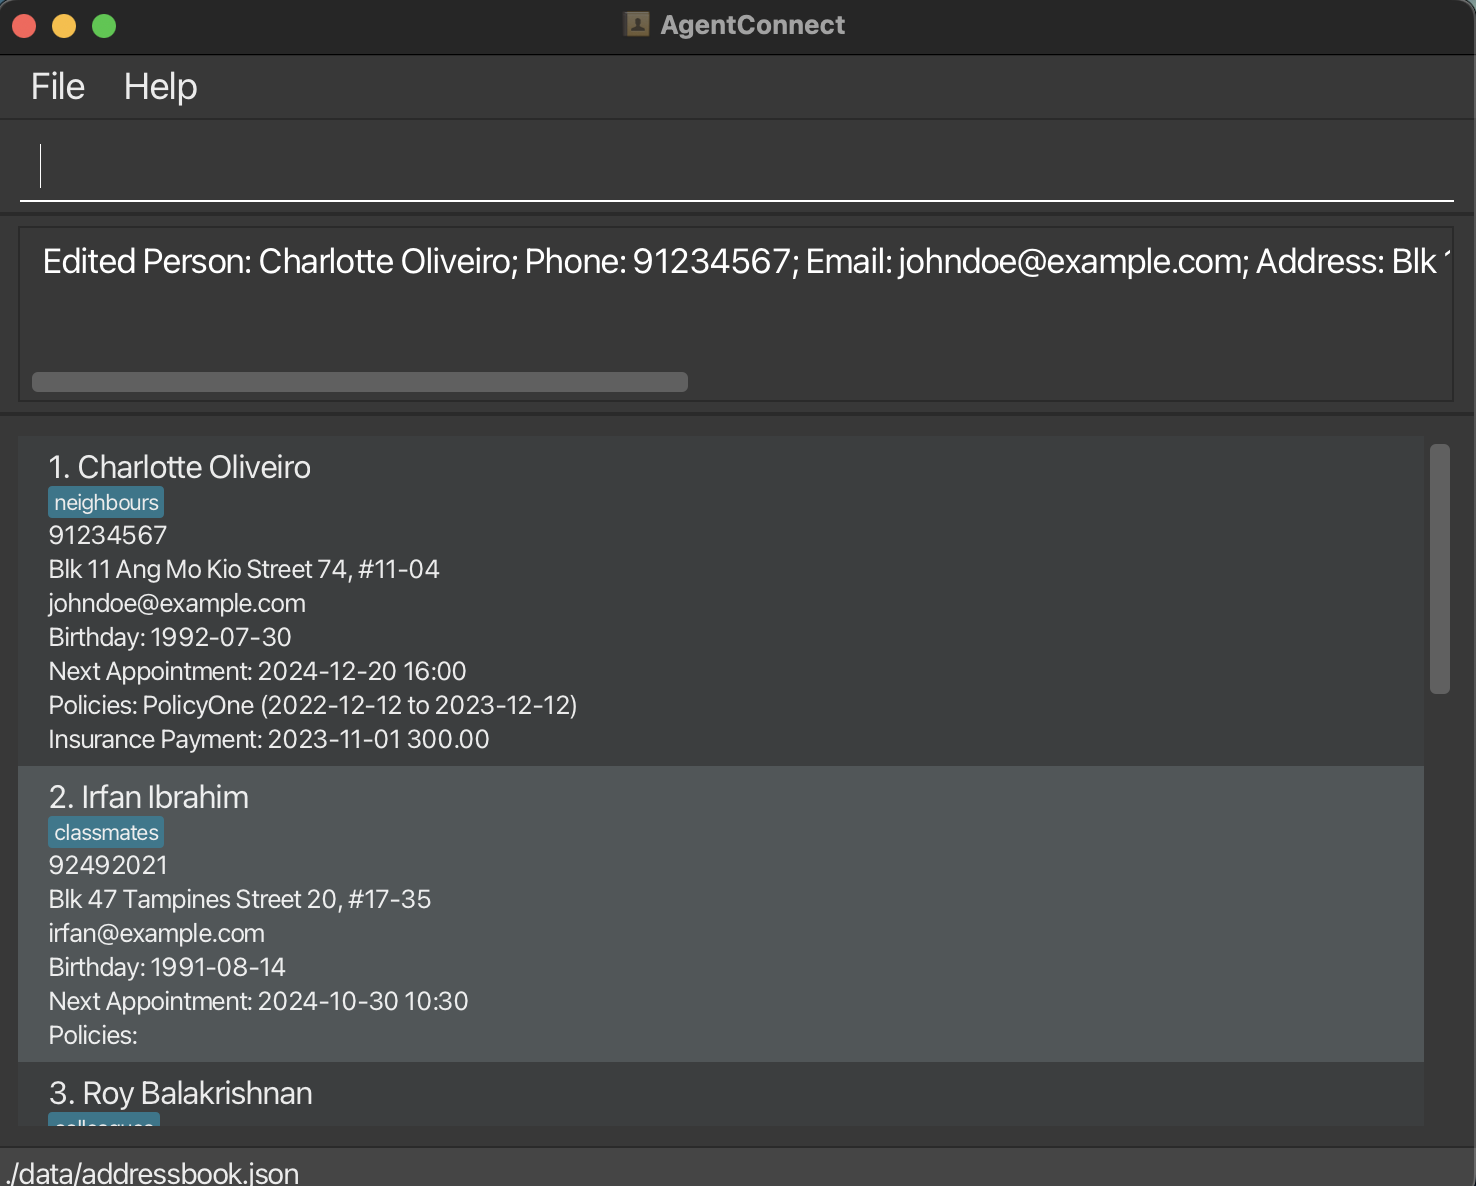 AgentConnect
File Help
Edited Person: Charlotte Oliveiro; Phone: 91234567; Email: johndoe@example.com; Address: Blk
1. Charlotte Oliveiro
neighbours
91234567
Blk 11 Ang Mo Kio Street 74, #11-04
johndoe@example.com
Birthday: 1992-07-30
Next Appointment: 2024-12-20 16:00
Policies: PolicyOne (2022-12-12 to 2023-12-12)
Insurance Payment: 2023-11-01 300.00
2. Irfan Ibrahim
classmates
92492021
Blk 47 Tampines Street 20, #17-35
irfan@example.com
Birthday: 1991-08-14
Next Appointment: 2024-10-30 10:30
Policies:
3. Roy Balakrishnan
colleagues
./data/addressbook.json